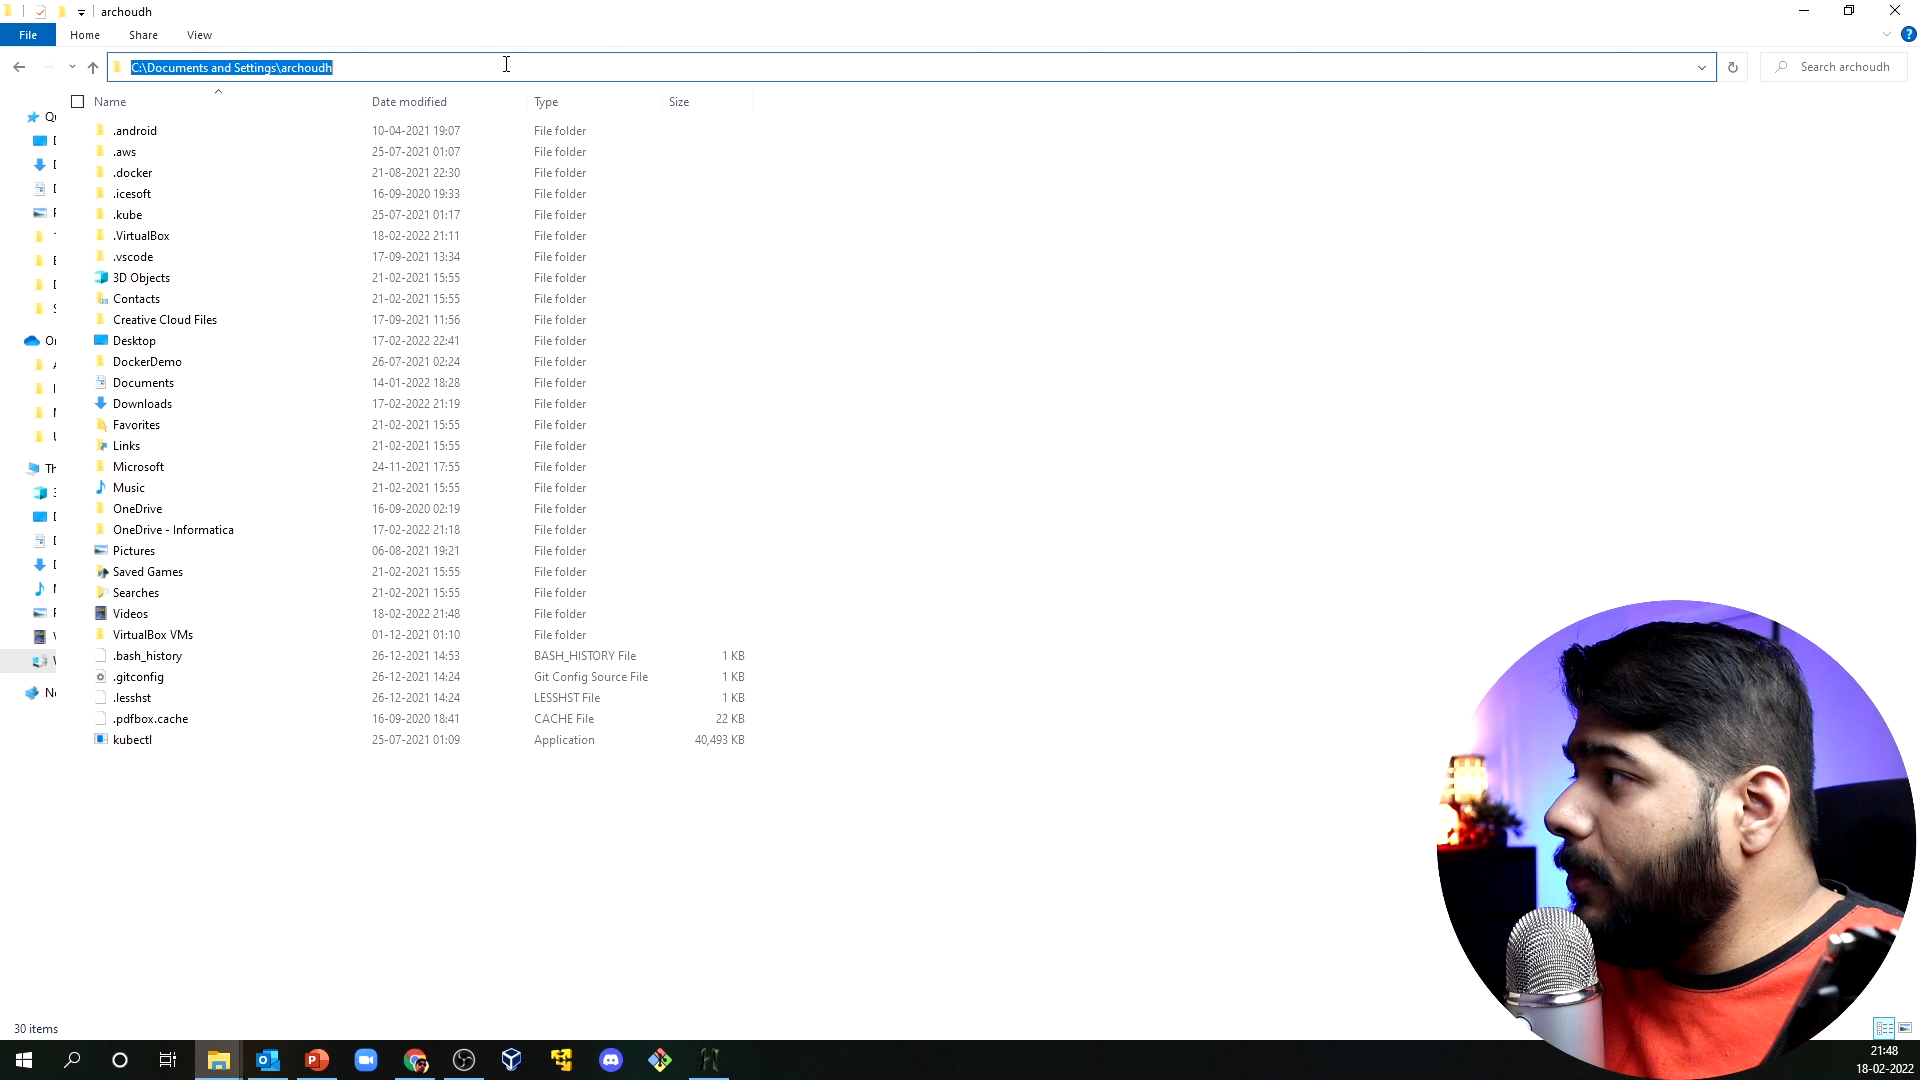 archoudh
File Home Share View
C:\Documents and Settings\archoudh
Search archoudh
Name Date modified Type Size
.android 10-04-2021 19:07 File folder
.aws 25-07-2021 01:07 File folder
.docker 21-08-2021 22:30 File folder
.icesoft 16-09-2020 19:33 File folder
.kube 25-07-2021 01:17 File folder
.VirtualBox 18-02-2022 21:11 File folder
.vscode 17-09-2021 13:34 File folder
3D Objects 21-02-2021 15:55 File folder
Contacts 21-02-2021 15:55 File folder
Creative Cloud Files 17-09-2021 11:56 File folder
Desktop 17-02-2022 22:41 File folder
DockerDemo 26-07-2021 02:24 File folder
Documents 14-01-2022 18:28 File folder
Downloads 17-02-2022 21:19 File folder
Favorites 21-02-2021 15:55 File folder
Links 21-02-2021 15:55 File folder
Microsoft 24-11-2021 17:55 File folder
Music 21-02-2021 15:55 File folder
OneDrive 16-09-2020 02:19 File folder
OneDrive - Informatica 17-02-2022 21:18 File folder
Pictures 06-08-2021 19:21 File folder
Saved Games 21-02-2021 15:55 File folder
Searches 21-02-2021 15:55 File folder
Videos 18-02-2022 21:48 File folder
VirtualBox VMs 01-12-2021 01:10 File folder
.bash_history 26-12-2021 14:53 BASH_HISTORY File 1 KB
.gitconfig 26-12-2021 14:24 Git Config Source File 1 KB
.lesshst 26-12-2021 14:24 LESSHST File 1 KB
.pdfbox.cache 16-09-2020 18:41 CACHE File 22 KB
kubectl 25-07-2021 01:09 Application 40,493 KB
30 items
21:48
18-02-2022